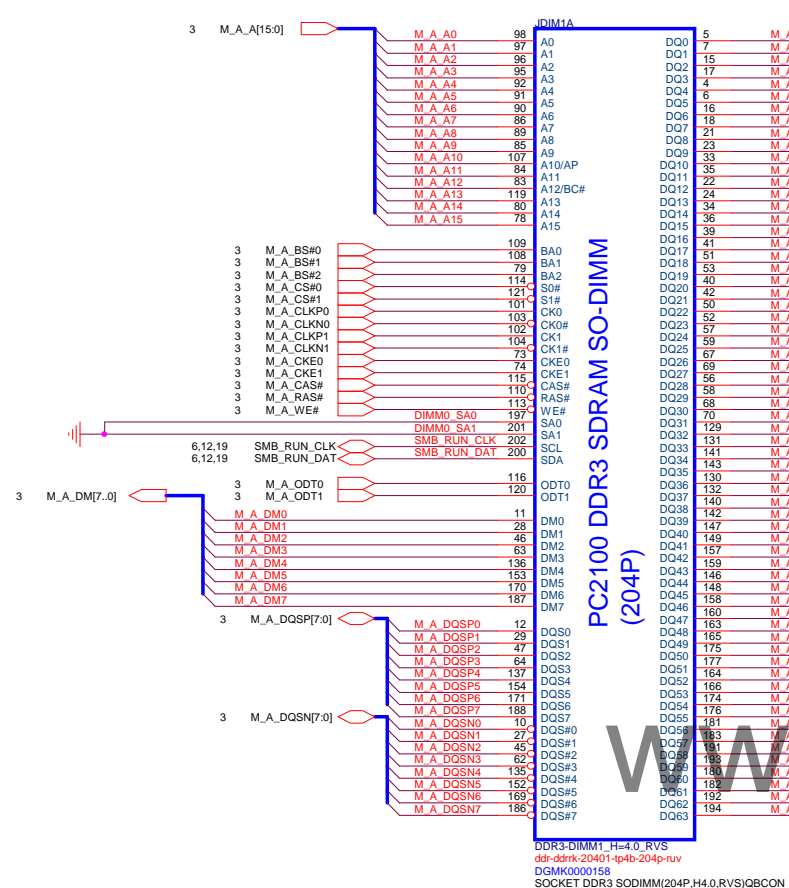 JDIM1A
3 M_A_A[15:0]
M_A_A0 98 A0
M_A_A1 97 A1
M_A_A2 96 A2
M_A_A3 95 A3
M_A_A4 92 A4
M_A_A5 91 A5
M_A_A6 90 A6
M_A_A7 86 A7
M_A_A8 89 A8
M_A_A9 85 A9
M_A_A10 107 A10/AP
M_A_A11 84 A11
M_A_A12 83 A12/BC#
M_A_A13 119 A13
M_A_A14 80 A14
M_A_A15 78 A15
3 M_A_BS#0 109 BA0
3 M_A_BS#1 108 BA1
3 M_A_BS#2 79 BA2
3 M_A_CS#0 114 S0#
3 M_A_CS#1 121 S1#
3 M_A_CLKP0 101 CK0
3 M_A_CLKN0 103 CK0#
3 M_A_CLKP1 102 CK1
3 M_A_CLKN1 104 CK1#
3 M_A_CKE0 73 CKE0
3 M_A_CKE1 74 CKE1
3 M_A_CAS# 115 CAS#
3 M_A_RAS# 110 RAS#
3 M_A_WE# 113 WE#
DIMM0_SA0 197 SA0
DIMM0_SA1 201 SA1
6,12,19 SMB_RUN_CLK SMB_RUN_CLK 202 SCL
6,12,19 SMB_RUN_DAT SMB_RUN_DAT 200 SDA
3 M_A_ODT0 116 ODT0
3 M_A_ODT1 120 ODT1
3 M_A_DM[7..0]
M_A_DM0 11 DM0
M_A_DM1 28 DM1
M_A_DM2 46 DM2
M_A_DM3 63 DM3
M_A_DM4 136 DM4
M_A_DM5 153 DM5
M_A_DM6 170 DM6
M_A_DM7 187 DM7
3 M_A_DQSP[7:0]
M_A_DQSP0 12 DQS0
M_A_DQSP1 29 DQS1
M_A_DQSP2 47 DQS2
M_A_DQSP3 64 DQS3
M_A_DQSP4 137 DQS4
M_A_DQSP5 154 DQS5
M_A_DQSP6 171 DQS6
M_A_DQSP7 188 DQS7
3 M_A_DQSN[7:0]
M_A_DQSN0 10 DQS#0
M_A_DQSN1 27 DQS#1
M_A_DQSN2 45 DQS#2
M_A_DQSN3 62 DQS#3
M_A_DQSN4 135 DQS#4
M_A_DQSN5 152 DQS#5
M_A_DQSN6 169 DQS#6
M_A_DQSN7 186 DQS#7
PC2100 DDR3 SDRAM SO-DIMM
(204P)
DQ0 5
DQ1 7
DQ2 15
DQ3 17
DQ4 4
DQ5 6
DQ6 16
DQ7 18
DQ8 21
DQ9 23
DQ10 33
DQ11 35
DQ12 22
DQ13 24
DQ14 34
DQ15 36
DQ16 39
DQ17 41
DQ18 51
DQ19 53
DQ20 40
DQ21 42
DQ22 50
DQ23 52
DQ24 57
DQ25 59
DQ26 67
DQ27 69
DQ28 56
DQ29 58
DQ30 68
DQ31 70
DQ32 129
DQ33 131
DQ34 141
DQ35 143
DQ36 130
DQ37 132
DQ38 140
DQ39 142
DQ40 147
DQ41 149
DQ42 157
DQ43 159
DQ44 146
DQ45 148
DQ46 158
DQ47 160
DQ48 163
DQ49 165
DQ50 175
DQ51 177
DQ52 164
DQ53 166
DQ54 174
DQ55 176
DQ56 181
DQ57 183
DQ58 191
DQ59 193
DQ60 180
DQ61 182
DQ62 192
DQ63 194
DDR3-DIMM1_H=4.0_RVS
ddr-ddrrk-20401-tp4b-204p-ruv
DGMK0000158
SOCKET DDR3 SODIMM(204P,H4.0,RVS)QBCON